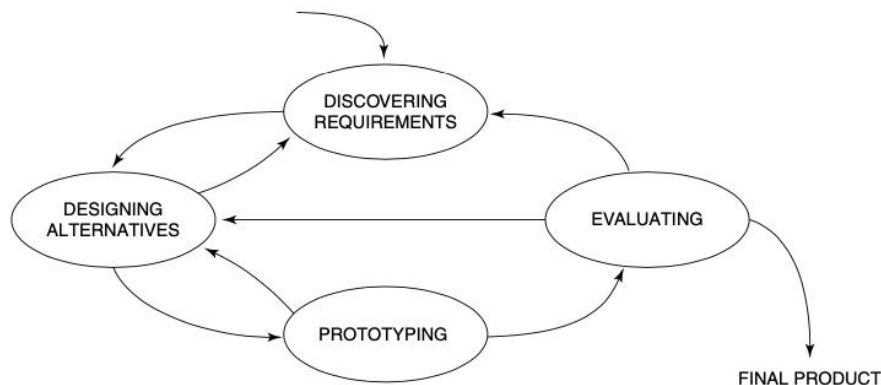 DISCOVERING
REQUIREMENTS
DESIGNING
ALTERNATIVES
EVALUATING
PROTOTYPING
FINAL PRODUCT